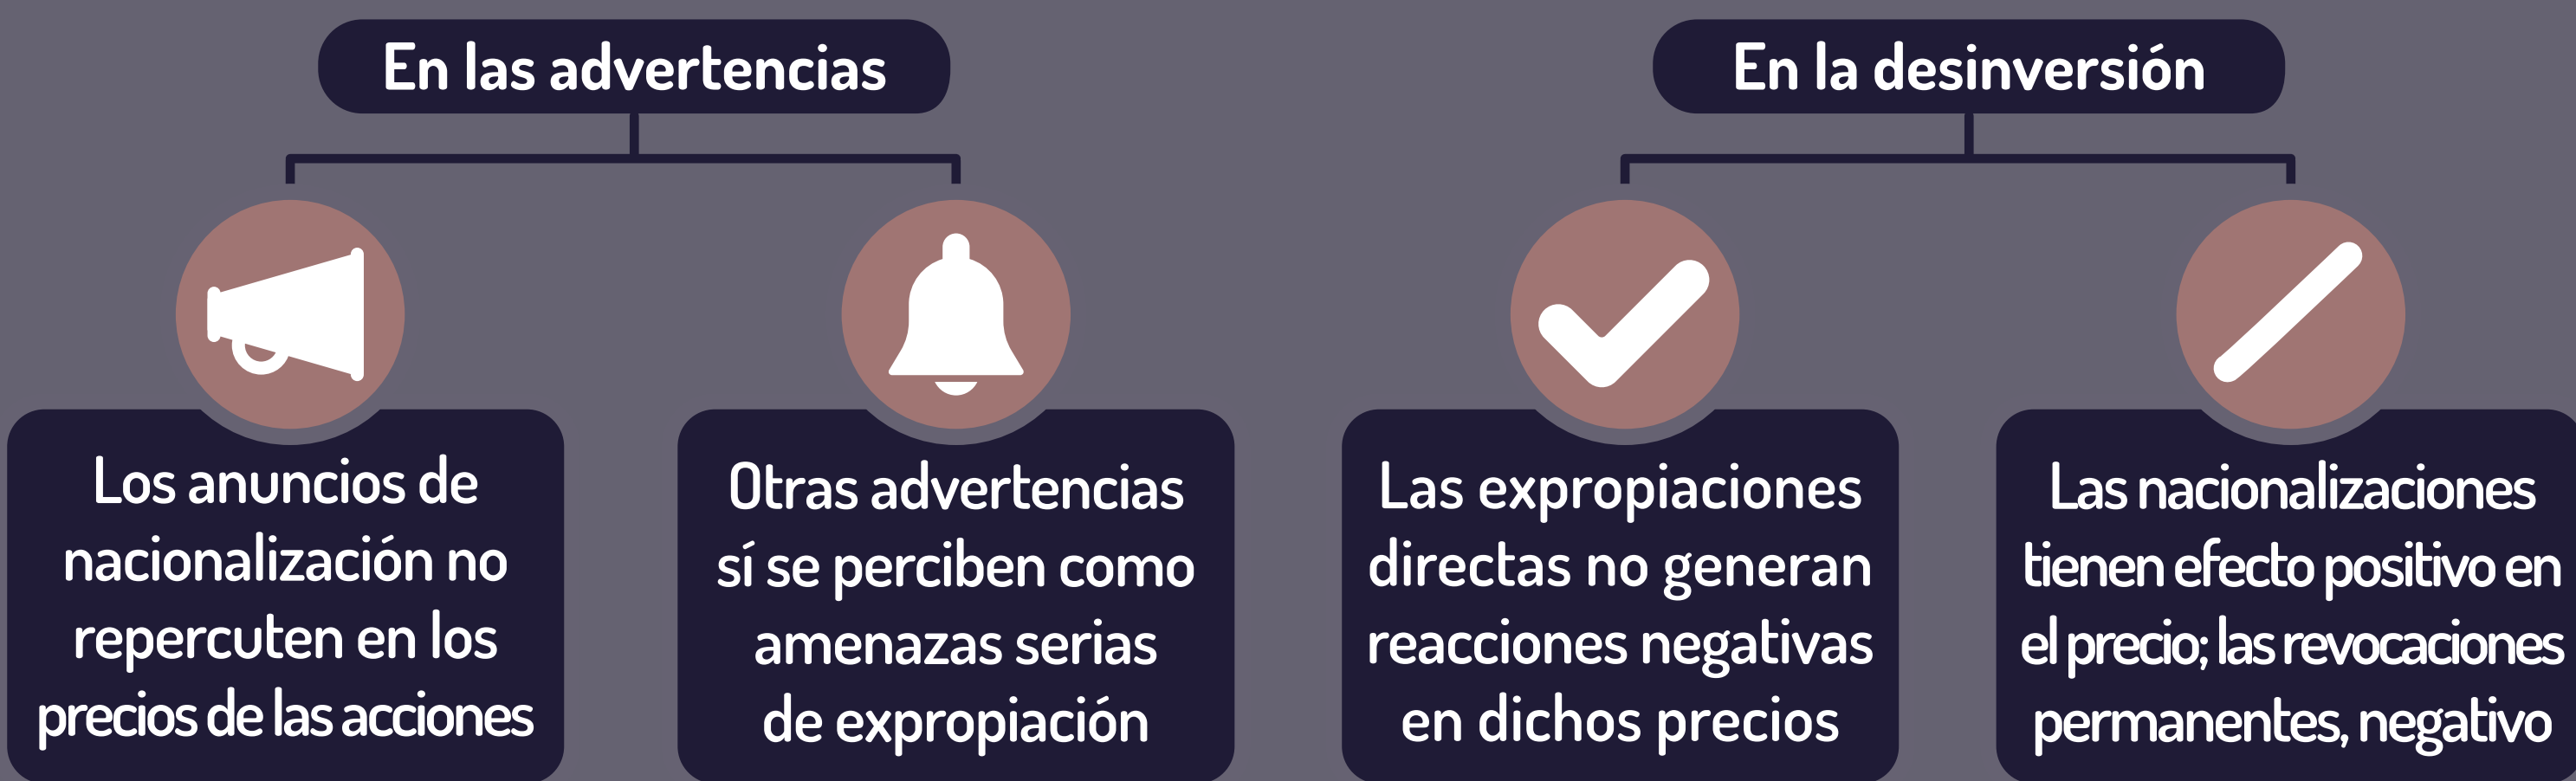 En las advertencias
Los anuncios de
nacionalización no
repercuten en los
precios de las acciones
Otras advertencias
sí se perciben como
amenazas serias
de expropiación
En la desinversión
Las expropiaciones
directas no generan
reacciones negativas
en dichos precios
Las nacionalizaciones
tienen efecto positivo en
el precio; las revocaciones
permanentes, negativo